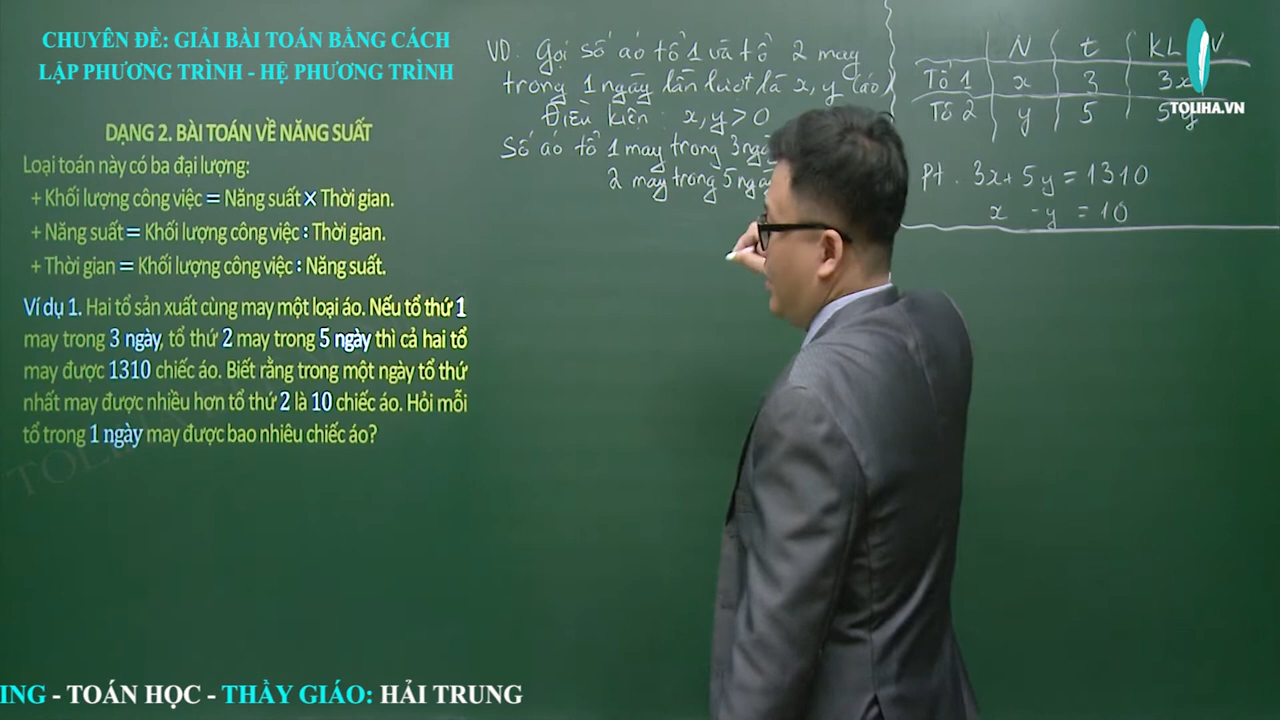 CHUYÊN ĐỀ: GIẢI BÀI TOÁN BẰNG CÁCH
LẬP PHƯƠNG TRÌNH - HỆ PHƯƠNG TRÌNH
DẠNG 2. BÀI TOÁN VỀ NĂNG SUẤT
Loại toán này có ba đại lượng:
+ Khối lượng công việc = Năng suất × Thời gian.
+ Năng suất = Khối lượng công việc : Thời gian.
+ Thời gian = Khối lượng công việc : Năng suất.
Ví dụ 1. Hai tổ sản xuất cùng may một loại áo. Nếu tổ thứ 1
may trong 3 ngày, tổ thứ 2 may trong 5 ngày thì cả hai tổ
may được 1310 chiếc áo. Biết rằng trong một ngày tổ thứ
nhất may được nhiều hơn tổ thứ 2 là 10 chiếc áo. Hỏi mỗi
tổ trong 1 ngày may được bao nhiêu chiếc áo?
VD. Gọi số áo tổ 1 và tổ 2 may
trong 1 ngày lần lượt là x, y (áo)
Điều kiện: x, y > 0
Số áo tổ 1 may trong 3 ngà
2 may trong 5 ngà
N t KL V.
Tổ 1 x 3 3x
Tổ 2 y 5 5y
Pt. 3x + 5y = 1310
x - y = 10
TOLIHA.VN
ING - TOÁN HỌC - THẦY GIÁO: HẢI TRUNG